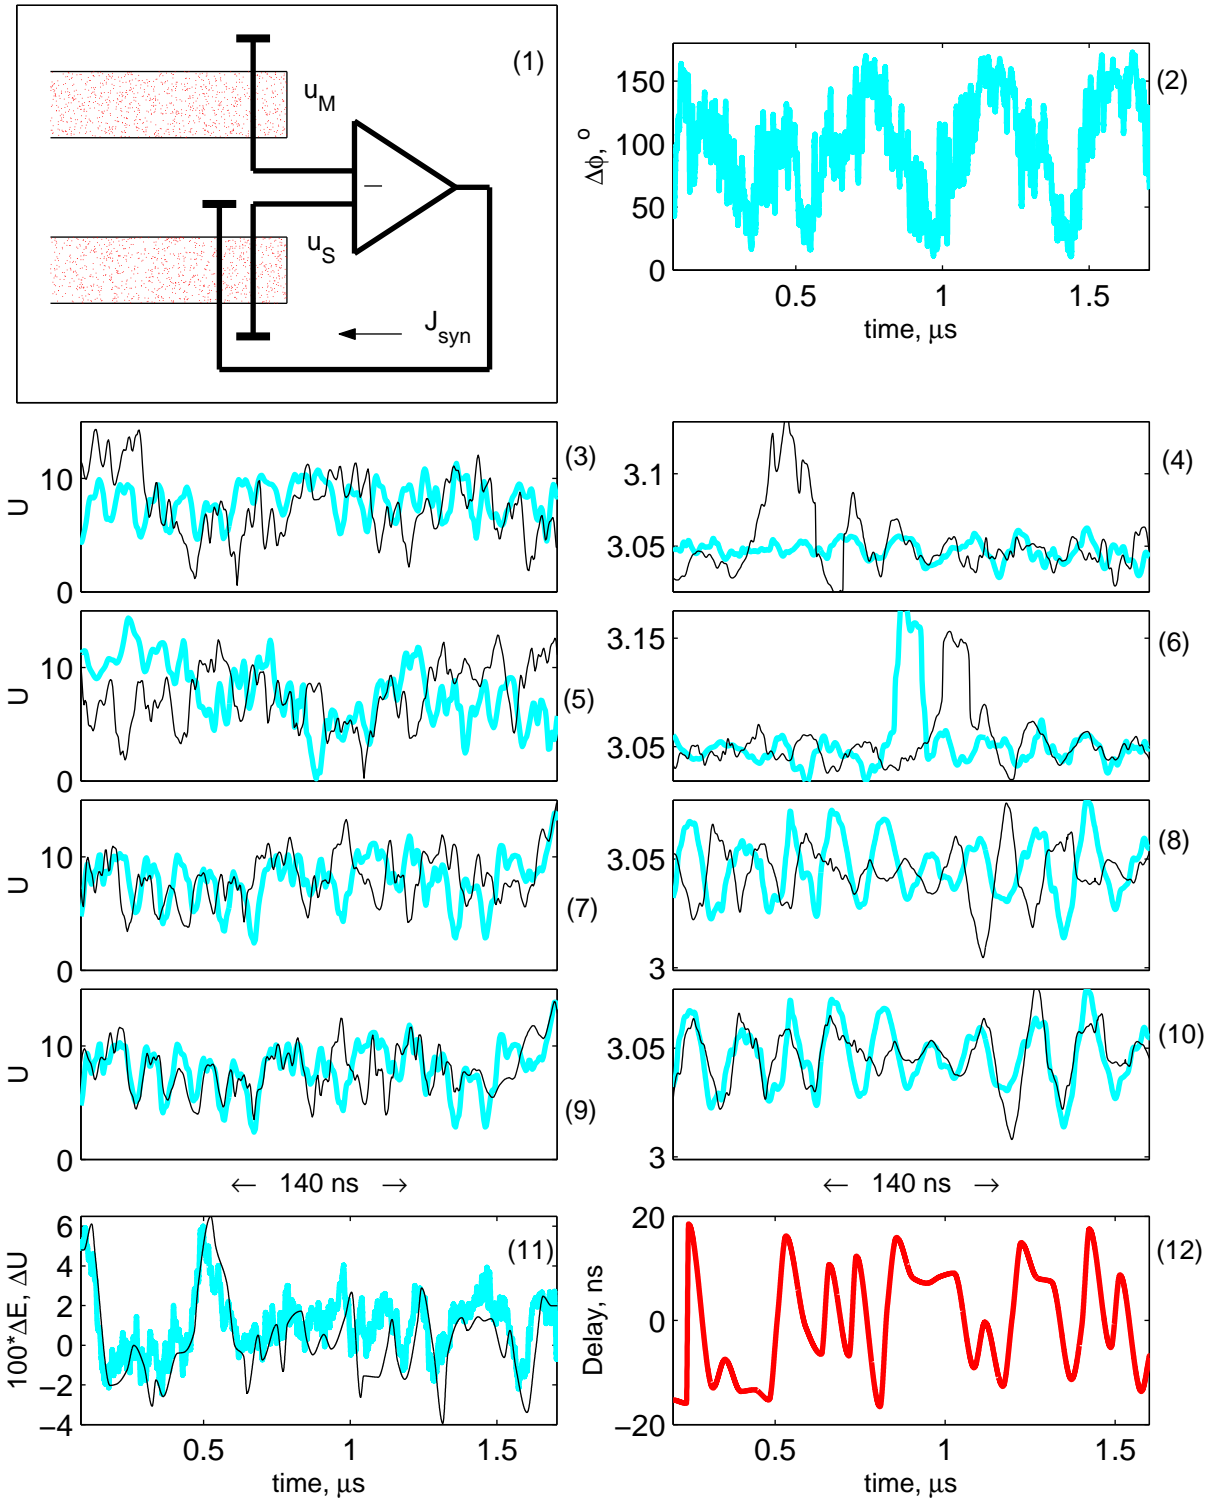 (1)
u_M
−
u_S
J_syn
(2)
Δϕ, °
150
100
50
0
0.5 1 1.5
time, μs
(3)
U
10
0
(4)
3.1
3.05
(5)
U
10
0
(6)
3.15
3.05
(7)
U
10
0
(8)
3.05
3
(9)
U
10
0
← 140 ns →
(10)
3.05
3
← 140 ns →
(11)
100*ΔE, ΔU
6
4
2
0
−2
−4
0.5 1 1.5
time, μs
(12)
Delay, ns
20
0
−20
0.5 1 1.5
time, μs